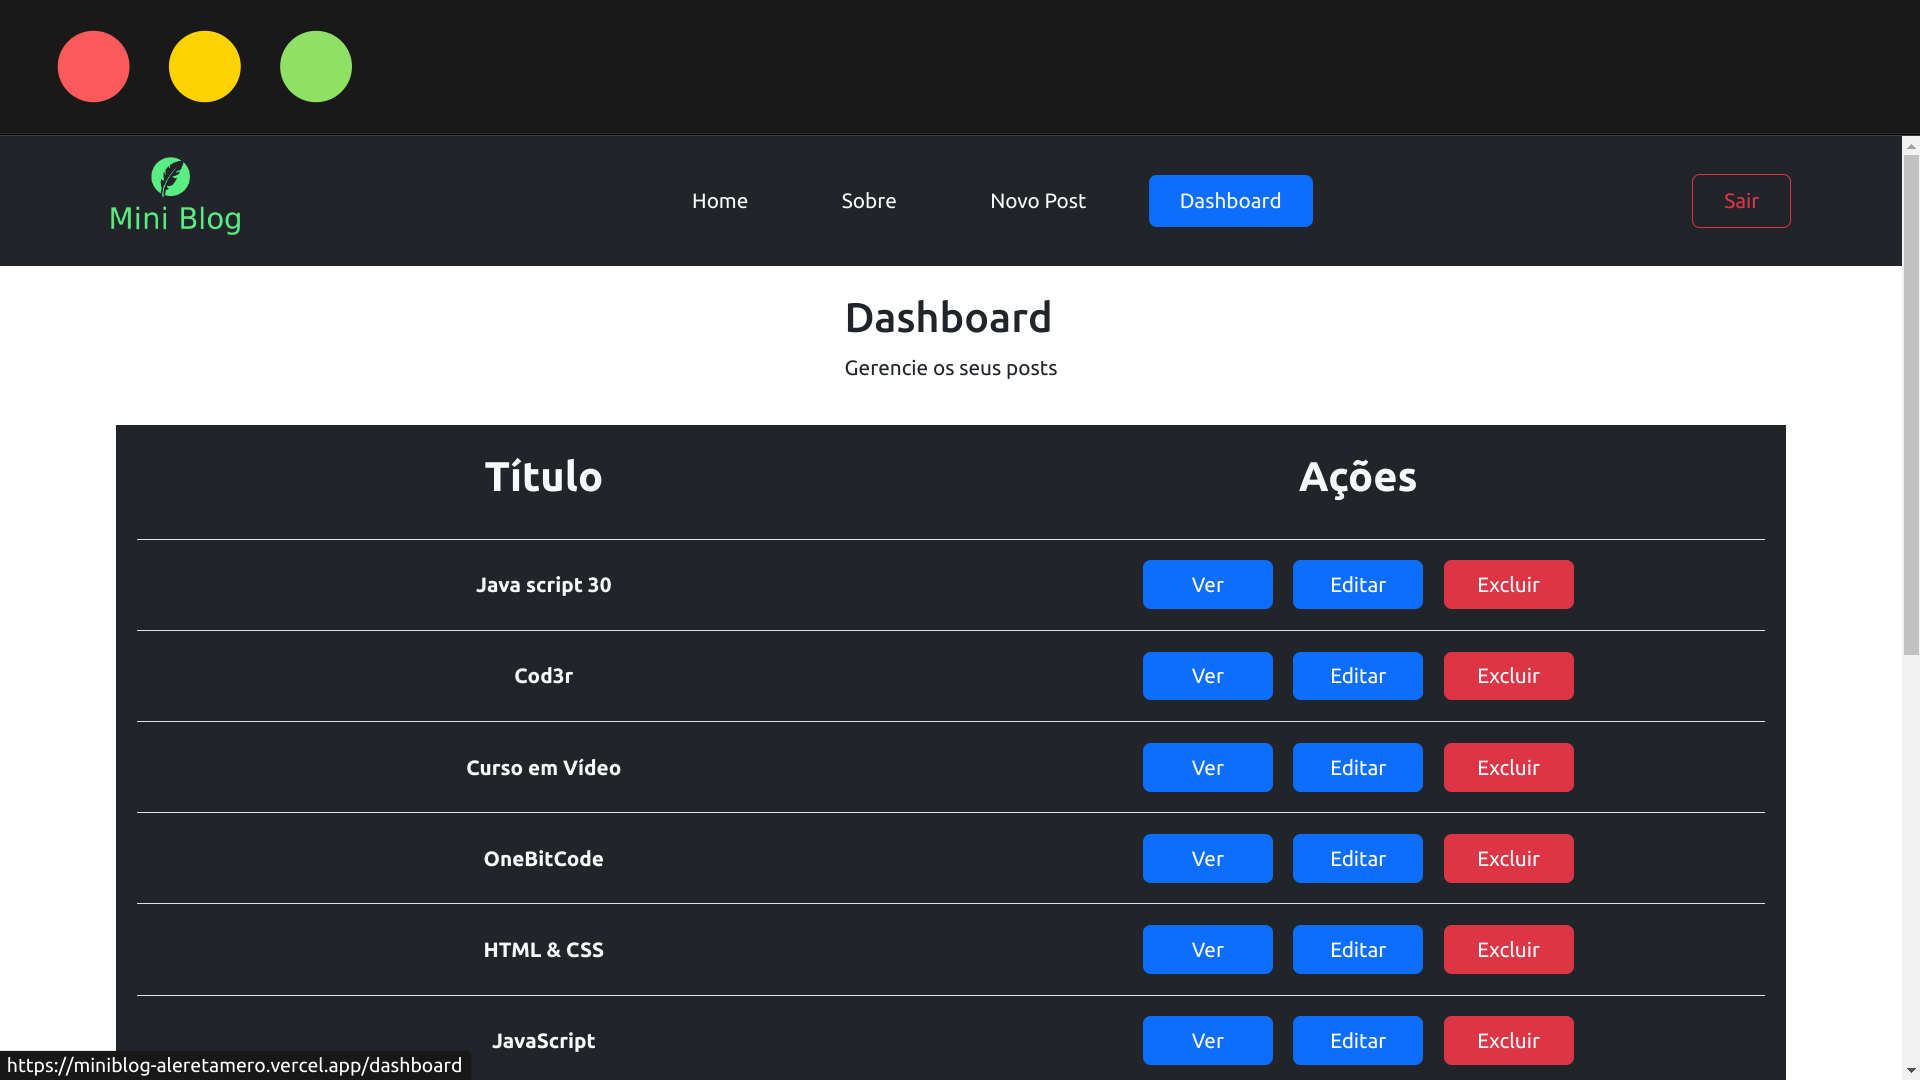 Mini Blog
Home Sobre Novo Post Dashboard Sair
Dashboard
Gerencie os seus posts
Título Ações
Java script 30 Ver Editar Excluir
Cod3r Ver Editar Excluir
Curso em Vídeo Ver Editar Excluir
OneBitCode Ver Editar Excluir
HTML & CSS Ver Editar Excluir
JavaScript Ver Editar Excluir
https://miniblog-aleretamero.vercel.app/dashboard